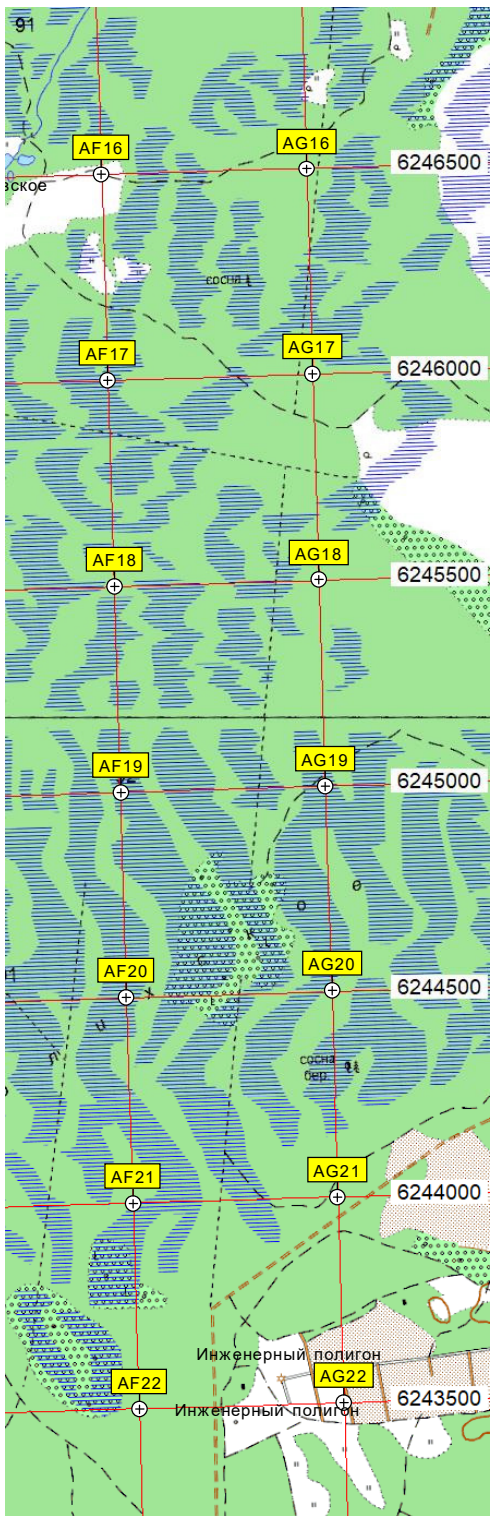 91
AF16
AG16
6246500
вское
сосна
AF17
AG17
6246000
AF18
AG18
6245500
AF19
AG19
6245000
о
о
к
с
AF20
AG20
6244500
х
и
л
сосна
бер.
AF21
AG21
6244000
Инженерный полигон
AF22
AG22
6243500
Инженерный полигон